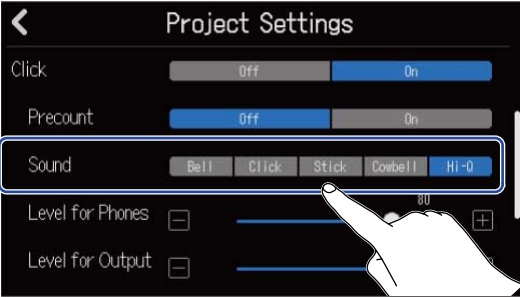 Project Settings
Click Off On
Precount Off On
Sound Bell Click Stick Cowbell Hi-Q
Level for Phones 80
Level for Output